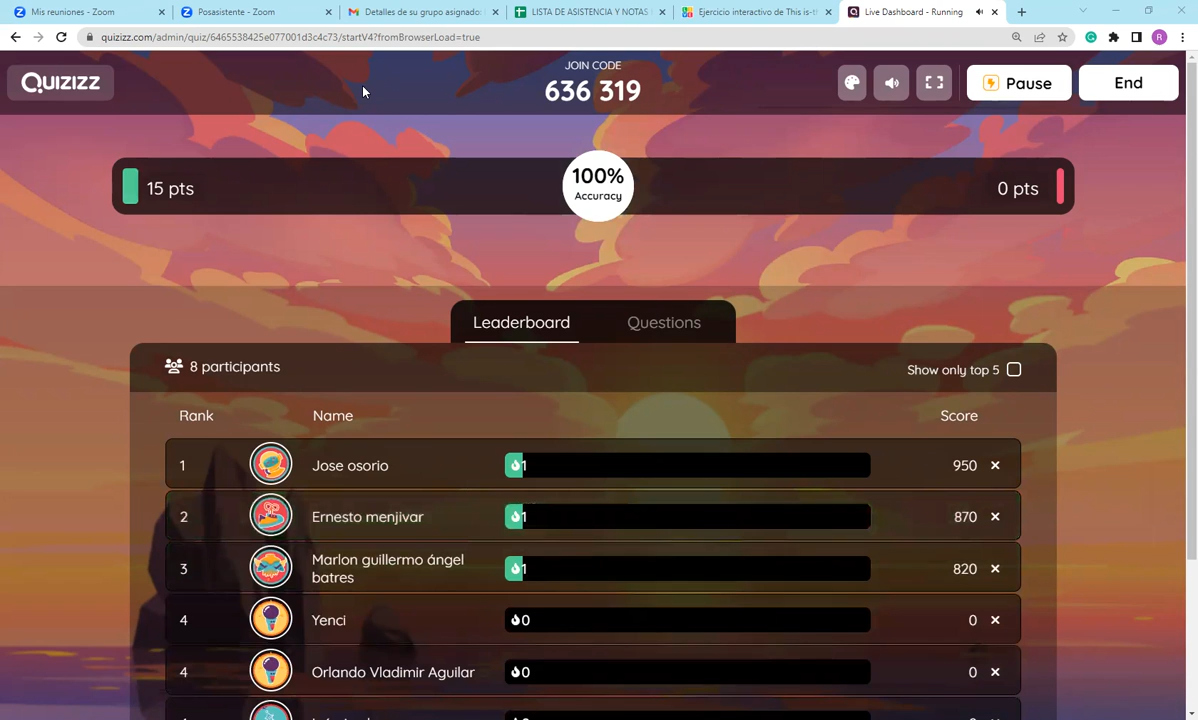 Mis reuniones - Zoom
Posasistente - Zoom
Detalles de su grupo asignado:
LISTA DE ASISTENCIA Y NOTAS
Ejercicio interactivo de This is-t
Live Dashboard - Running
quizizz.com/admin/quiz/6465538425e077001d3c4c73/startV4?fromBrowserLoad=true
R
QUIZIZZ
JOIN CODE
636 319
Pause
End
15 pts
100%
Accuracy
0 pts
Leaderboard
Questions
8 participants
Show only top 5
Rank Name Score
1 Jose osorio 1 950
2 Ernesto menjivar 1 870
3 Marlon guillermo ángel batres 1 820
4 Yenci 0 0
4 Orlando Vladimir Aguilar 0 0